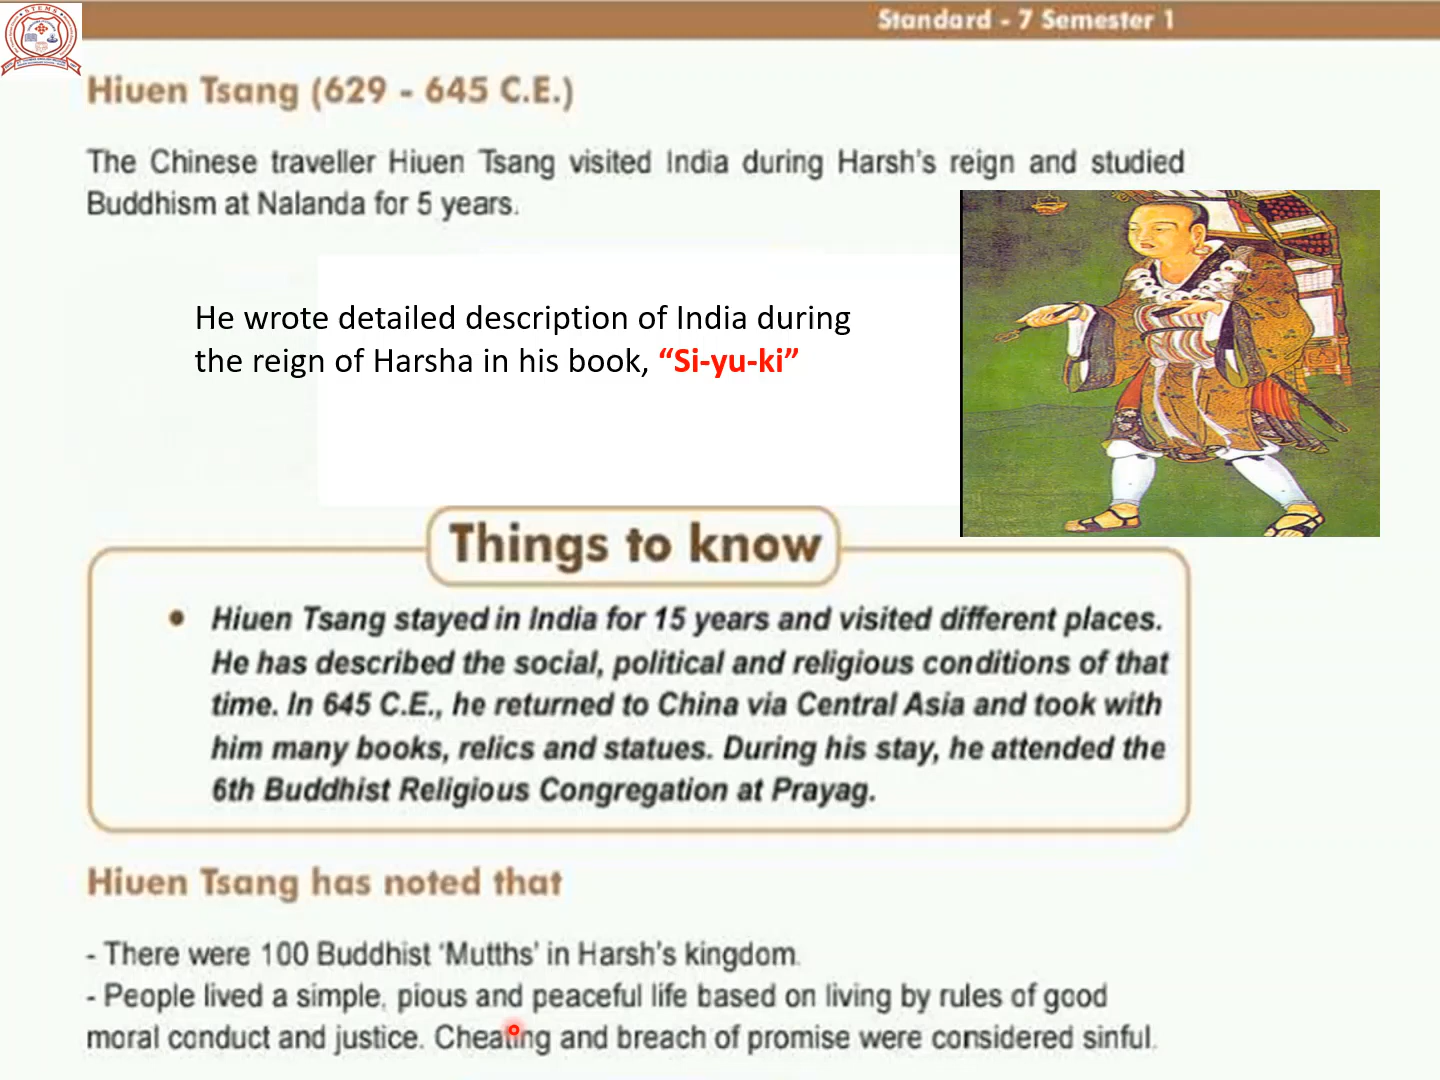 Standard - 7 Semester 1
Hiuen Tsang (629 - 645 C.E.)
The Chinese traveller Hiuen Tsang visited India during Harsh's reign and studied
Buddhism at Nalanda for 5 years.
He wrote detailed description of India during
the reign of Harsha in his book, “Si-yu-ki”
Things to know
• Hiuen Tsang stayed in India for 15 years and visited different places.
He has described the social, political and religious conditions of that
time. In 645 C.E., he returned to China via Central Asia and took with
him many books, relics and statues. During his stay, he attended the
6th Buddhist Religious Congregation at Prayag.
Hiuen Tsang has noted that
- There were 100 Buddhist ‘Mutths’ in Harsh's kingdom.
- People lived a simple, pious and peaceful life based on living by rules of good
moral conduct and justice. Cheating and breach of promise were considered sinful.